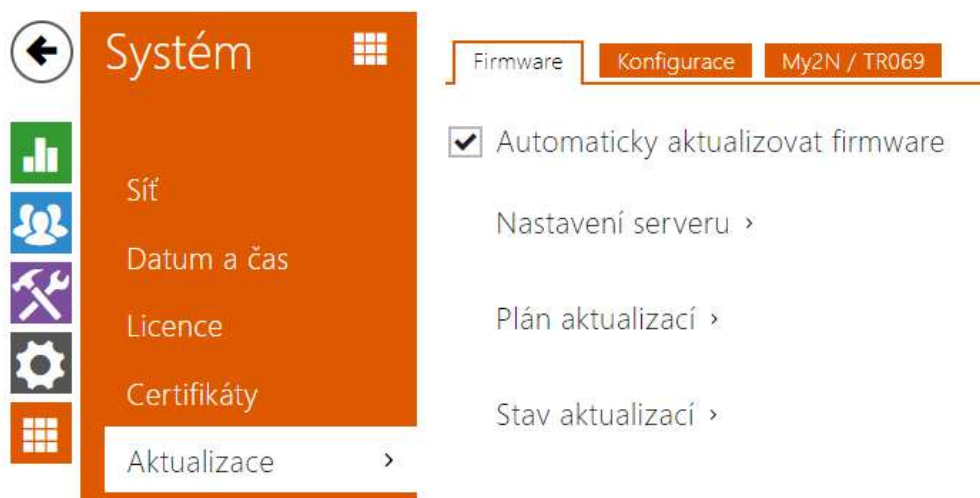 Systém
Síť
Datum a čas
Licence
Certifikáty
Aktualizace
Firmware
Konfigurace
My2N / TR069
Automaticky aktualizovat firmware
Nastavení serveru ›
Plán aktualizací ›
Stav aktualizací ›